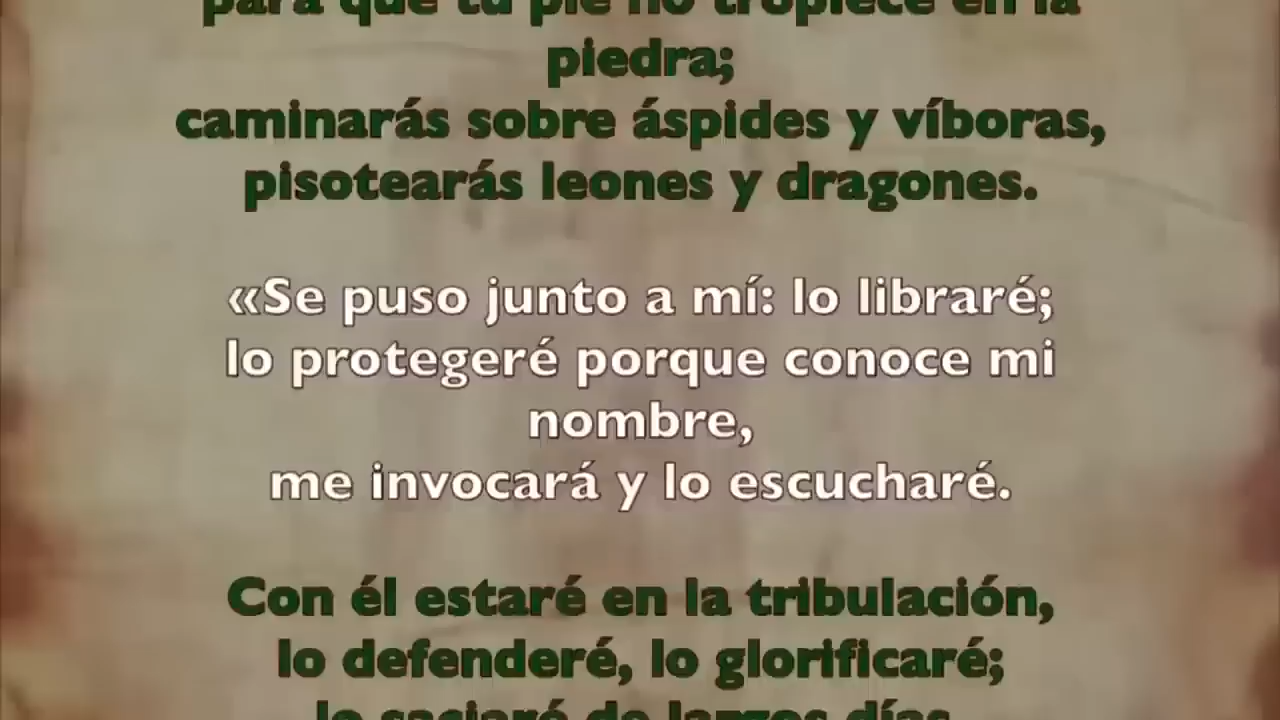 para que tu pie no tropiece en la
piedra;
caminarás sobre áspides y víboras,
pisotearás leones y dragones.
«Se puso junto a mí: lo libraré;
lo protegeré porque conoce mi
nombre,
me invocará y lo escucharé.
Con él estaré en la tribulación,
lo defenderé, lo glorificaré;
lo saciaré de largos días